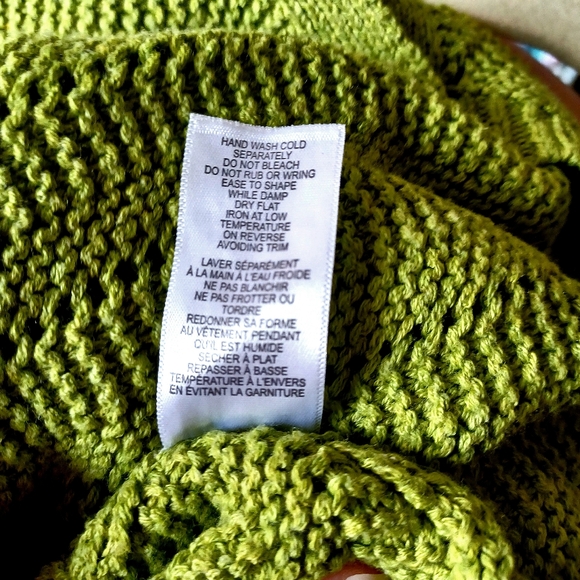 HAND WASH COLD
SEPARATELY
DO NOT BLEACH
DO NOT RUB OR WRING
EASE TO SHAPE
WHILE DAMP
DRY FLAT
IRON AT LOW
TEMPERATURE
ON REVERSE
AVOIDING TRIM
LAVER SÉPARÉMENT
À LA MAIN À L'EAU FROIDE
NE PAS BLANCHIR
NE PAS FROTTER OU
TORDRE
REDONNER SA FORME
AU VÊTEMENT PENDANT
QU'IL EST HUMIDE
SÉCHER À PLAT
REPASSER À BASSE
TEMPÉRATURE À L'ENVERS
EN ÉVITANT LA GARNITURE